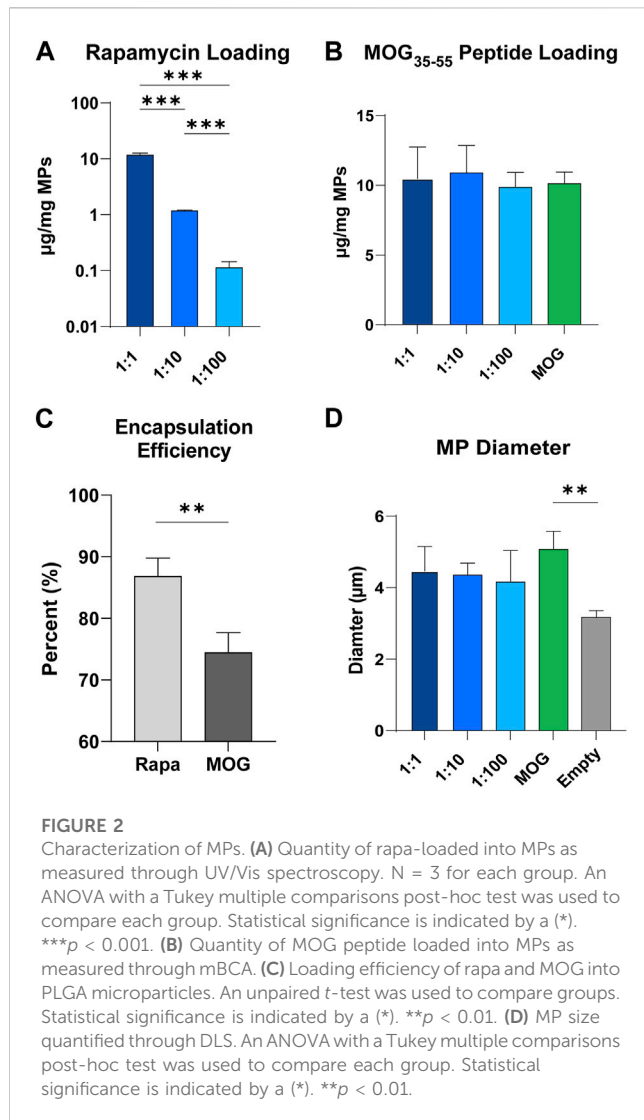 A Rapamycin Loading
*** 
*** 
***
µg/mg MPs
100
10
1
0.1
0.01
1:1
1:10
1:100
B MOG35-55 Peptide Loading
µg/mg MPs
15
10
5
0
1:1
1:10
1:100
MOG
C Encapsulation
Efficiency
**
Percent (%)
100
90
80
70
60
Rapa
MOG
D MP Diameter
**
Diamter (µm)
6
4
2
0
1:1
1:10
1:100
MOG
Empty
FIGURE 2
Characterization of MPs. (A) Quantity of rapa-loaded into MPs as
measured through UV/Vis spectroscopy. N = 3 for each group. An
ANOVA with a Tukey multiple comparisons post-hoc test was used to
compare each group. Statistical significance is indicated by a (*).
***p < 0.001. (B) Quantity of MOG peptide loaded into MPs as
measured through mBCA. (C) Loading efficiency of rapa and MOG into
PLGA microparticles. An unpaired t-test was used to compare groups.
Statistical significance is indicated by a (*). **p < 0.01. (D) MP size
quantified through DLS. An ANOVA with a Tukey multiple comparisons
post-hoc test was used to compare each group. Statistical
significance is indicated by a (*). **p < 0.01.